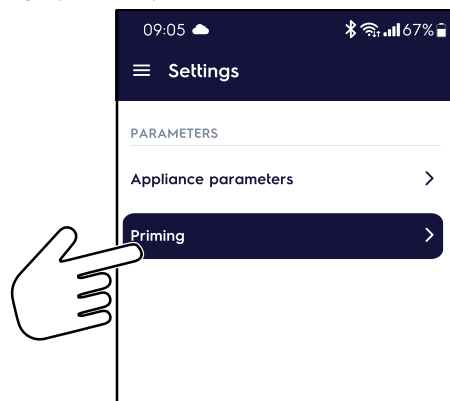 09:05 67%
Settings
PARAMETERS
Appliance parameters
Priming